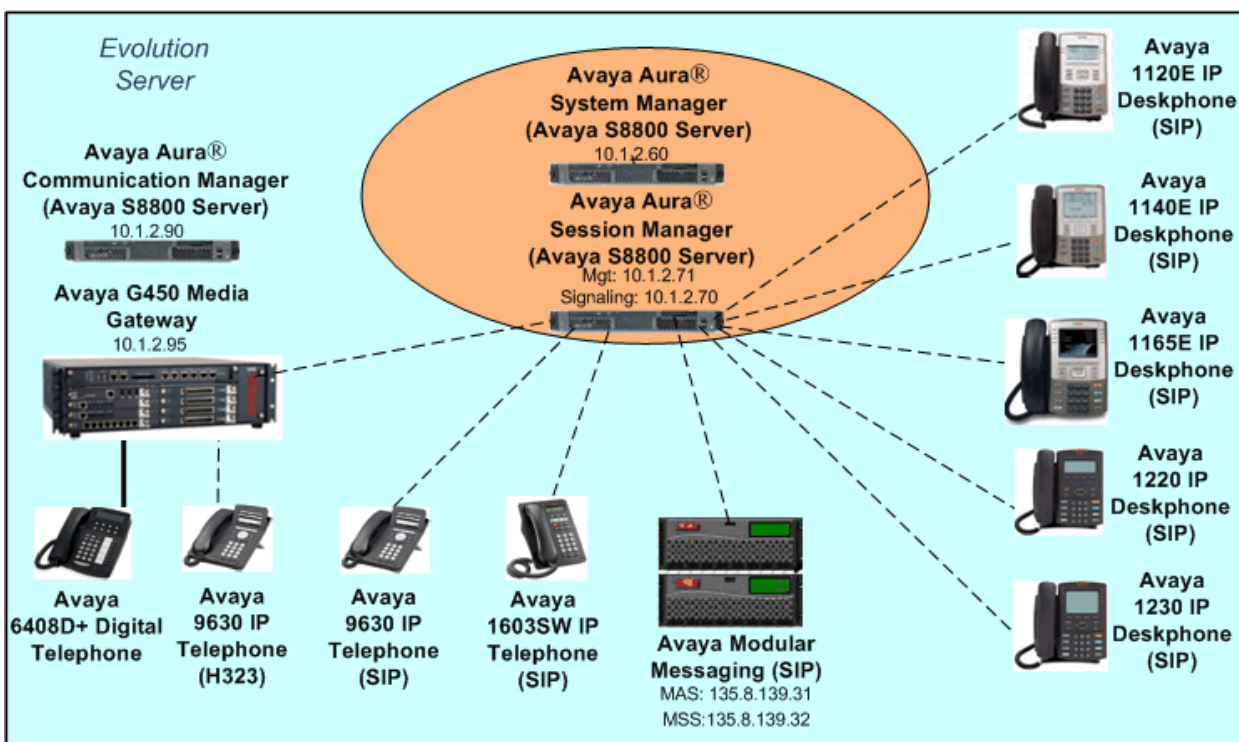 Evolution
Server
Avaya Aura®
Communication Manager
(Avaya S8800 Server)
10.1.2.90
Avaya G450 Media
Gateway
10.1.2.95
Avaya Aura®
System Manager
(Avaya S8800 Server)
10.1.2.60
Avaya Aura®
Session Manager
(Avaya S8800 Server)
Mgt: 10.1.2.71
Signaling: 10.1.2.70
Avaya
1120E IP
Deskphone
(SIP)
Avaya
1140E IP
Deskphone
(SIP)
Avaya
1165E IP
Deskphone
(SIP)
Avaya
1220 IP
Deskphone
(SIP)
Avaya
1230 IP
Deskphone
(SIP)
Avaya
6408D+ Digital
Telephone
Avaya
9630 IP
Telephone
(H323)
Avaya
9630 IP
Telephone
(SIP)
Avaya
1603SW IP
Telephone
(SIP)
Avaya Modular
Messaging (SIP)
MAS: 135.8.139.31
MSS:135.8.139.32